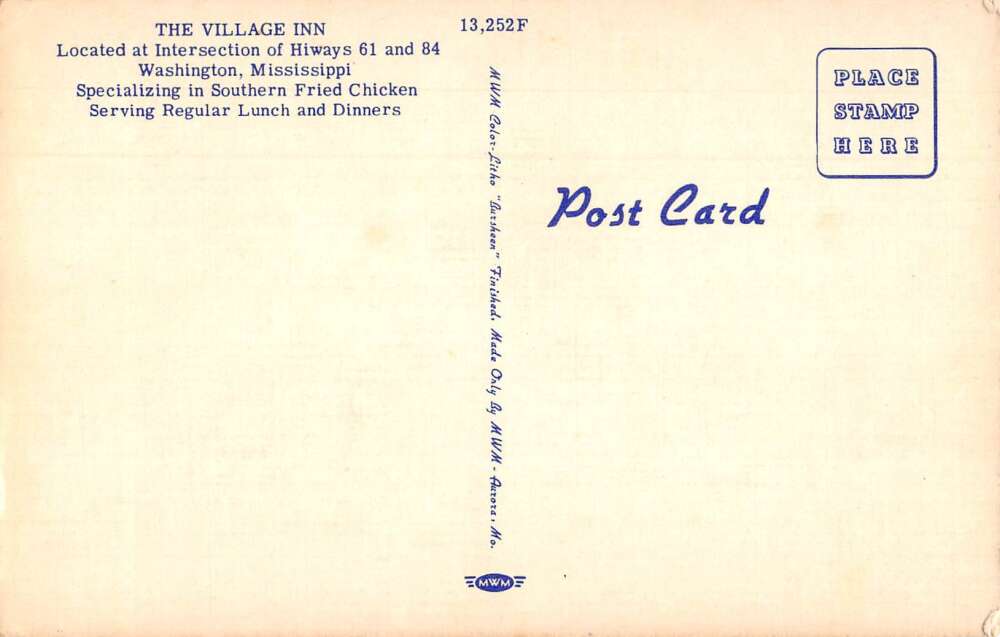 THE VILLAGE INN
Located at Intersection of Hiways 61 and 84
Washington, Mississippi
Specializing in Southern Fried Chicken
Serving Regular Lunch and Dinners
13,252F
MWM Color-Litho "Lursheen" Finished. Made Only By MWM - Aurora, Mo.
MWM
Post Card
PLACE
STAMP
HERE